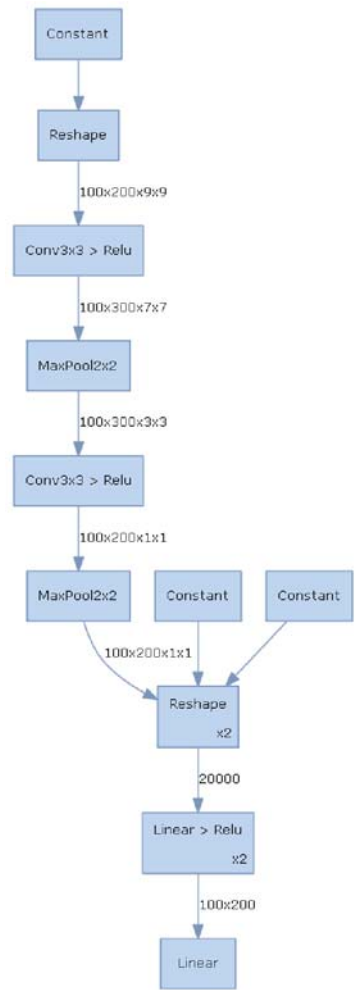 Constant
Reshape
100x200x9x9
Conv3x3 > Relu
100x300x7x7
MaxPool2x2
100x300x3x3
Conv3x3 > Relu
100x200x1x1
MaxPool2x2
Constant
Constant
100x200x1x1
Reshape
x2
20000
Linear > Relu
x2
100x200
Linear